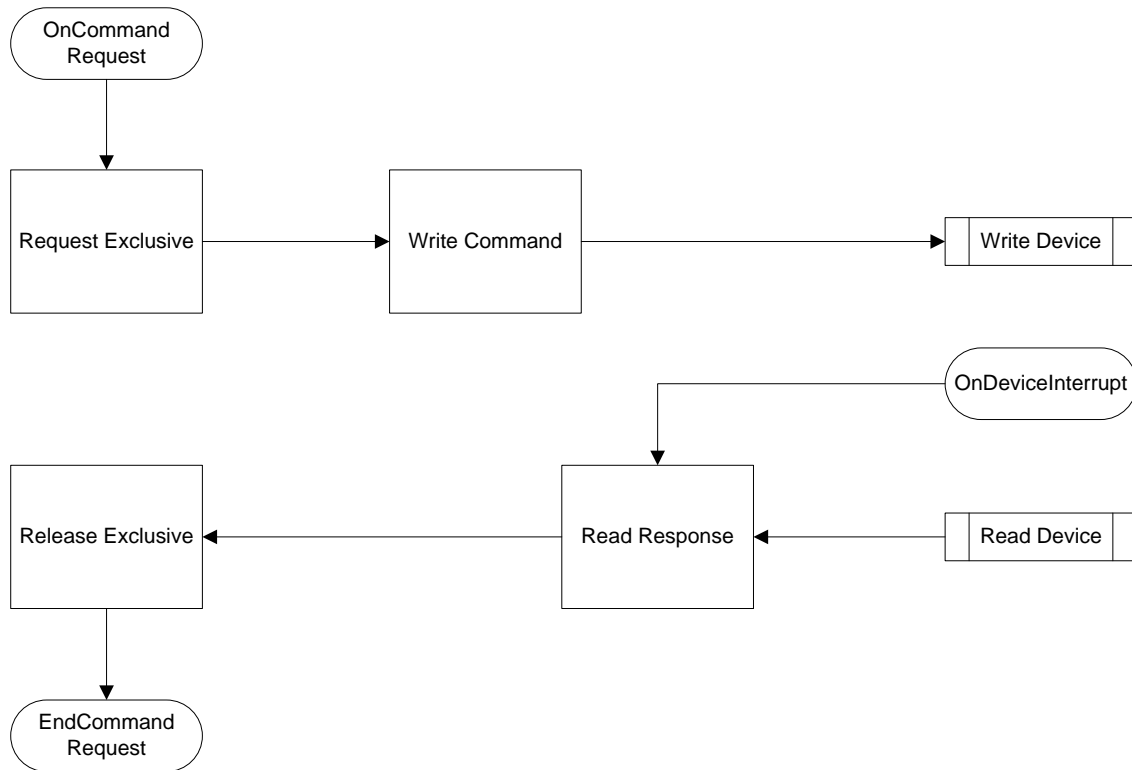 OnCommand
Request
Request Exclusive
Write Command
Write Device
OnDeviceInterrupt
Release Exclusive
Read Response
Read Device
EndCommand
Request